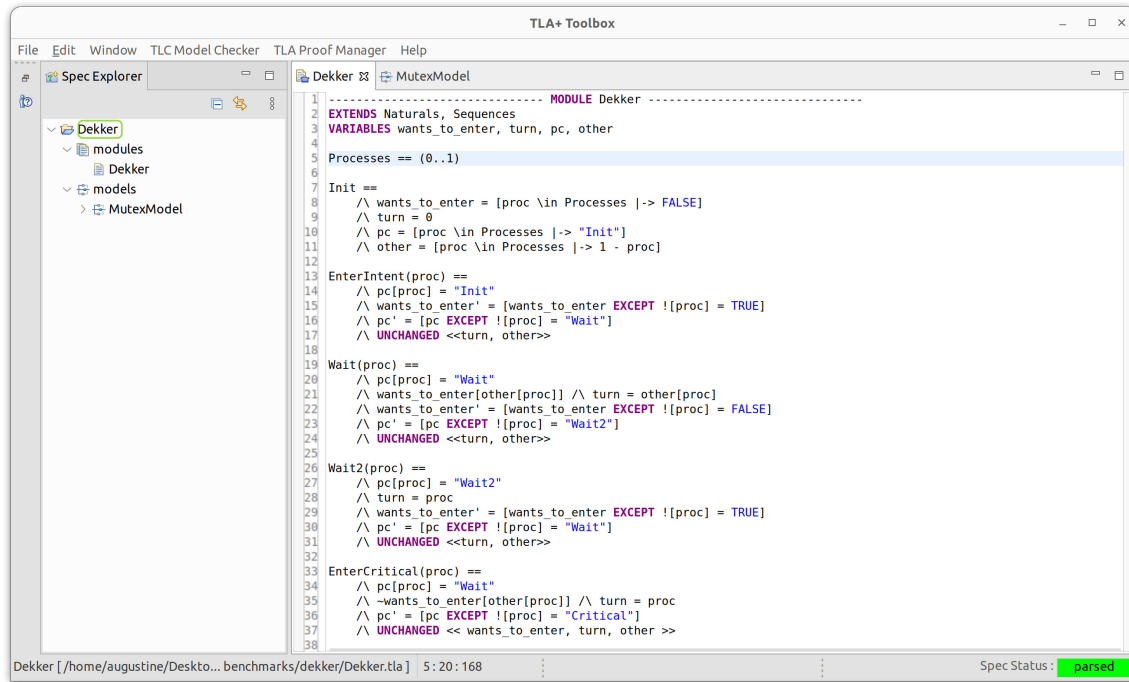 TLA+ Toolbox
File Edit Window TLC Model Checker TLA Proof Manager Help
Spec Explorer
Dekker
modules
Dekker
models
MutexModel
Dekker MutexModel
1 ------------------------------ MODULE Dekker ------------------------------
2 EXTENDS Naturals, Sequences
3 VARIABLES wants_to_enter, turn, pc, other
4
5 Processes == (0..1)
6
7 Init ==
8 /\ wants_to_enter = [proc \in Processes |-> FALSE]
9 /\ turn = 0
10 /\ pc = [proc \in Processes |-> "Init"]
11 /\ other = [proc \in Processes |-> 1 - proc]
12
13 EnterIntent(proc) ==
14 /\ pc[proc] = "Init"
15 /\ wants_to_enter' = [wants_to_enter EXCEPT ![proc] = TRUE]
16 /\ pc' = [pc EXCEPT ![proc] = "Wait"]
17 /\ UNCHANGED <<turn, other>>
18
19 Wait(proc) ==
20 /\ pc[proc] = "Wait"
21 /\ wants_to_enter[other[proc]] /\ turn = other[proc]
22 /\ wants_to_enter' = [wants_to_enter EXCEPT ![proc] = FALSE]
23 /\ pc' = [pc EXCEPT ![proc] = "Wait2"]
24 /\ UNCHANGED <<turn, other>>
25
26 Wait2(proc) ==
27 /\ pc[proc] = "Wait2"
28 /\ turn = proc
29 /\ wants_to_enter' = [wants_to_enter EXCEPT ![proc] = TRUE]
30 /\ pc' = [pc EXCEPT ![proc] = "Wait"]
31 /\ UNCHANGED <<turn, other>>
32
33 EnterCritical(proc) ==
34 /\ pc[proc] = "Wait"
35 /\ ~wants_to_enter[other[proc]] /\ turn = proc
36 /\ pc' = [pc EXCEPT ![proc] = "Critical"]
37 /\ UNCHANGED << wants_to_enter, turn, other >>
38
Dekker [ /home/augustine/Deskto... benchmarks/dekker/Dekker.tla ] 5 : 20 : 168 Spec Status : parsed